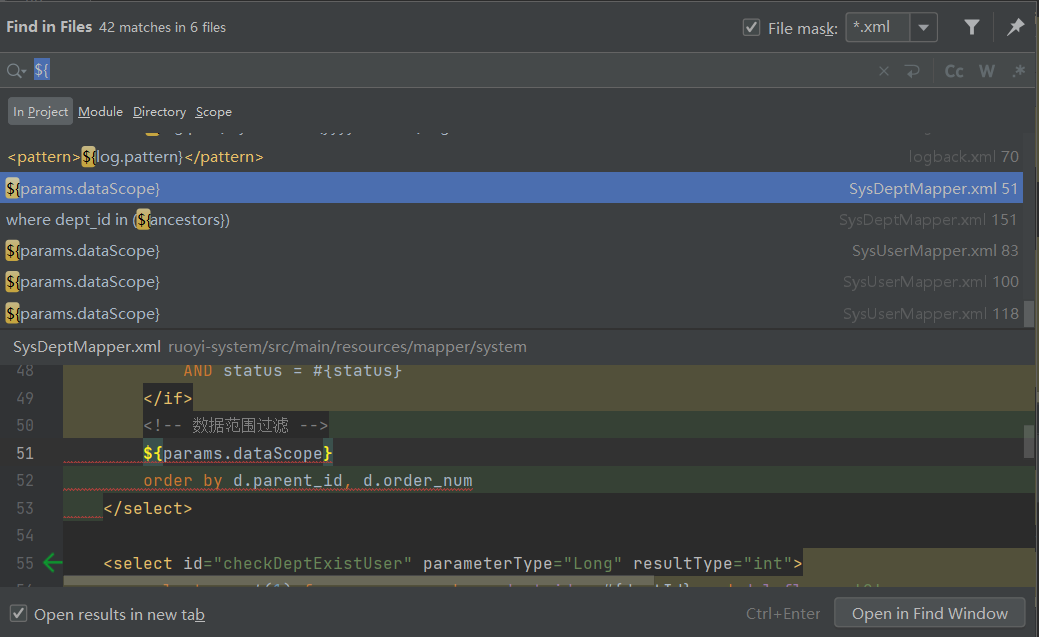 Find in Files 42 matches in 6 files
File mask: *.xml
${
Cc W .*
In Project Module Directory Scope
<pattern>${log.pattern}</pattern> logback.xml 70
${params.dataScope} SysDeptMapper.xml 51
where dept_id in (${ancestors}) SysDeptMapper.xml 151
${params.dataScope} SysUserMapper.xml 83
${params.dataScope} SysUserMapper.xml 100
${params.dataScope} SysUserMapper.xml 118
SysDeptMapper.xml ruoyi-system/src/main/resources/mapper/system
48 AND status = #{status}
49 </if>
50 <!-- 数据范围过滤 -->
51 ${params.dataScope}
52 order by d.parent_id, d.order_num
53 </select>
54
55 <select id="checkDeptExistUser" parameterType="Long" resultType="int">
Open results in new tab
Ctrl+Enter
Open in Find Window